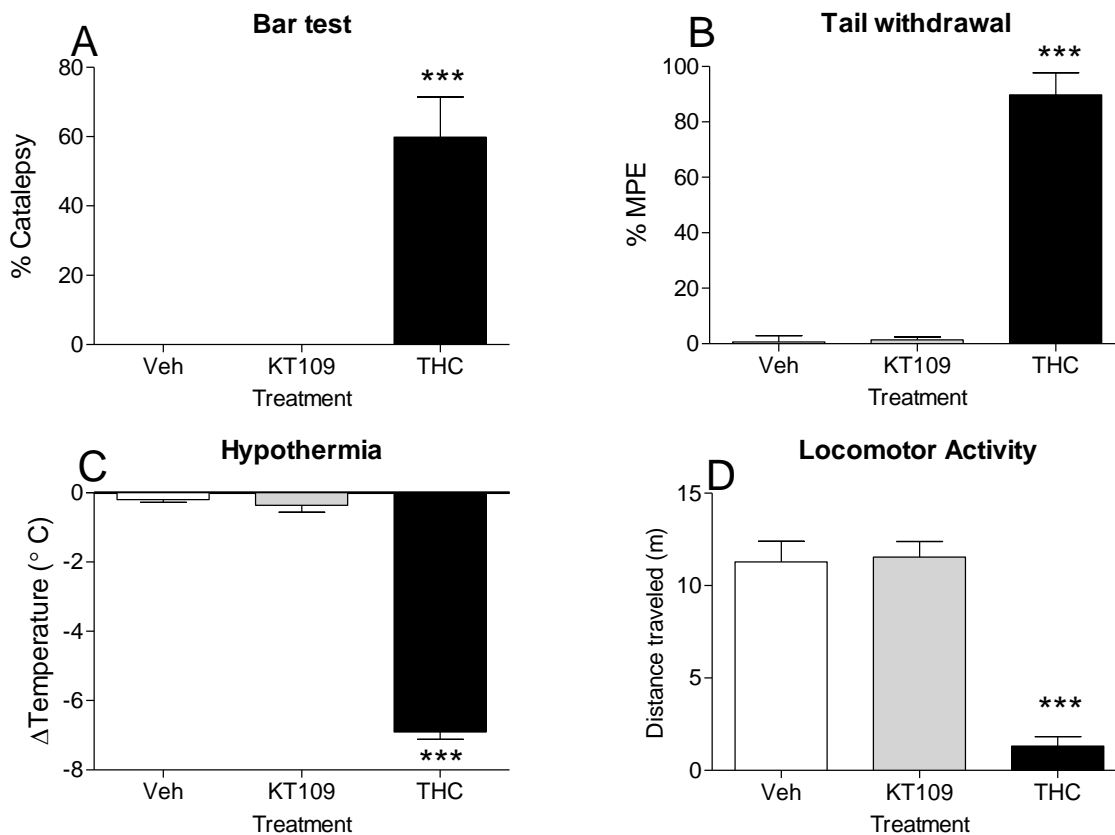 A
Bar test
% Catalepsy
80
60
40
20
0
***
Veh KT109 THC
Treatment
B
Tail withdrawal
% MPE
100
80
60
40
20
0
***
Veh KT109 THC
Treatment
C
Hypothermia
ΔTemperature (° C)
0
-2
-4
-6
-8
***
Veh KT109 THC
Treatment
D
Locomotor Activity
Distance traveled (m)
15
10
5
0
***
Veh KT109 THC
Treatment